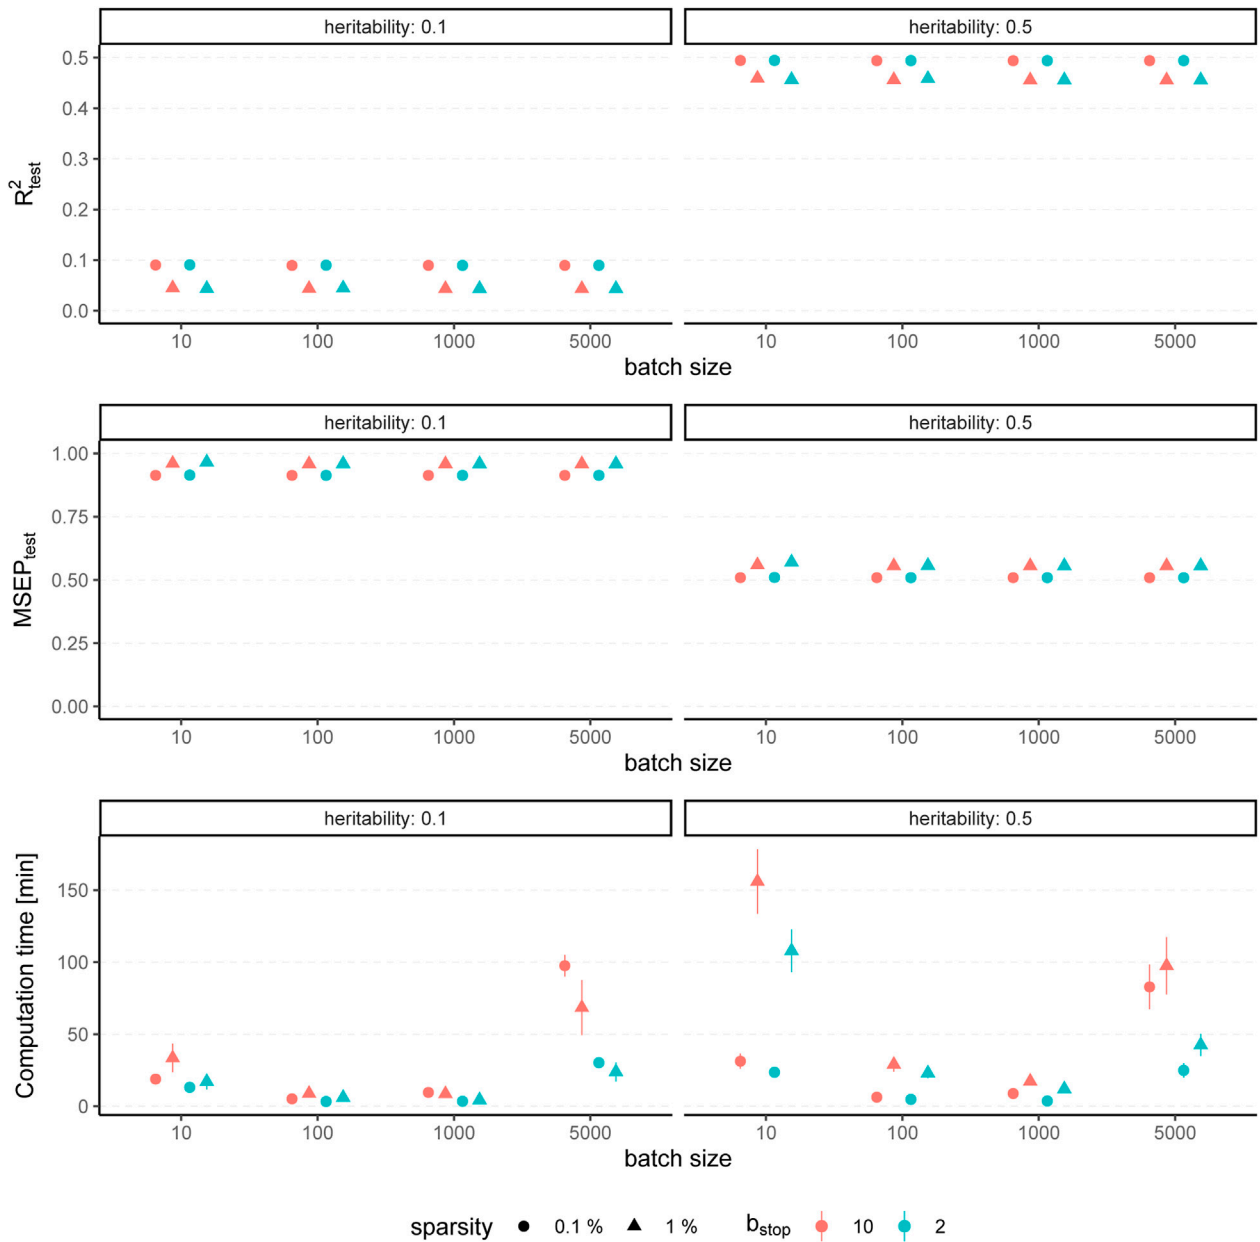 heritability: 0.1
heritability: 0.5
R²test
0.5
0.4
0.3
0.2
0.1
0.0
10 100 1000 5000
10 100 1000 5000
batch size
heritability: 0.1
heritability: 0.5
MSEPtest
1.00
0.75
0.50
0.25
0.00
10 100 1000 5000
10 100 1000 5000
batch size
heritability: 0.1
heritability: 0.5
Computation time [min]
150
100
50
0
10 100 1000 5000
10 100 1000 5000
batch size
sparsity 0.1 % 1 % bstop 10 2